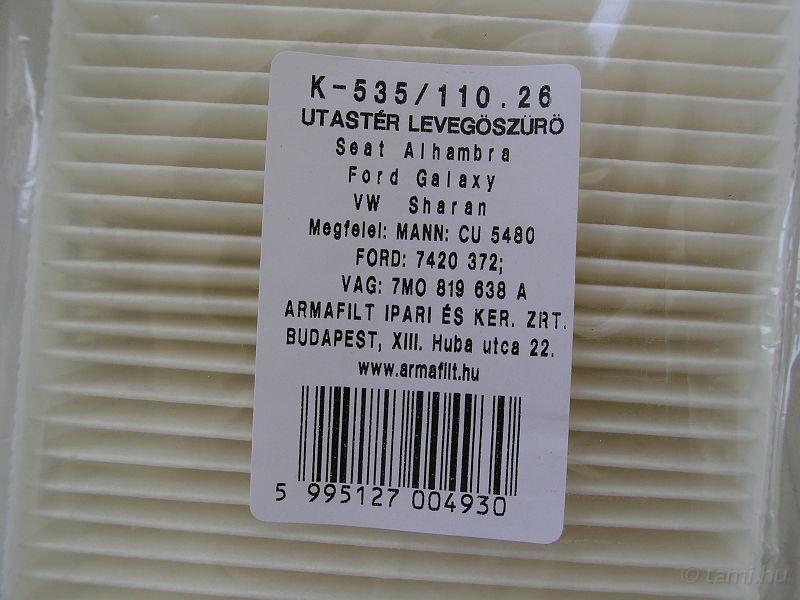 K-535/110.26
UTASTÉR LEVEGÖSZÜRÖ
Seat Alhambra
Ford Galaxy
VW Sharan
Megfelel: MANN: CU 5480
FORD: 7420 372;
VAG: 7M0 819 638 A
ARMAFILT IPARI ÉS KER. ZRT.
BUDAPEST, XIII. Huba utca 22.
www.armafilt.hu
5 995127 004930
© tami.hu